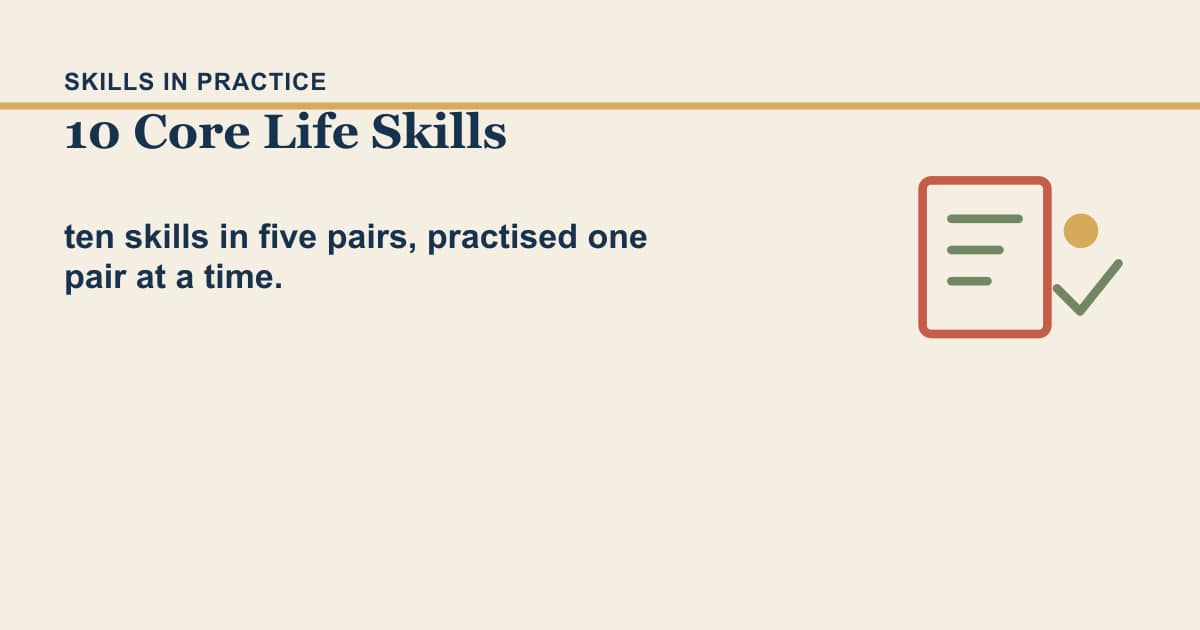 SKILLS IN PRACTICE
10 Core Life Skills
ten skills in five pairs, practised one
pair at a time.